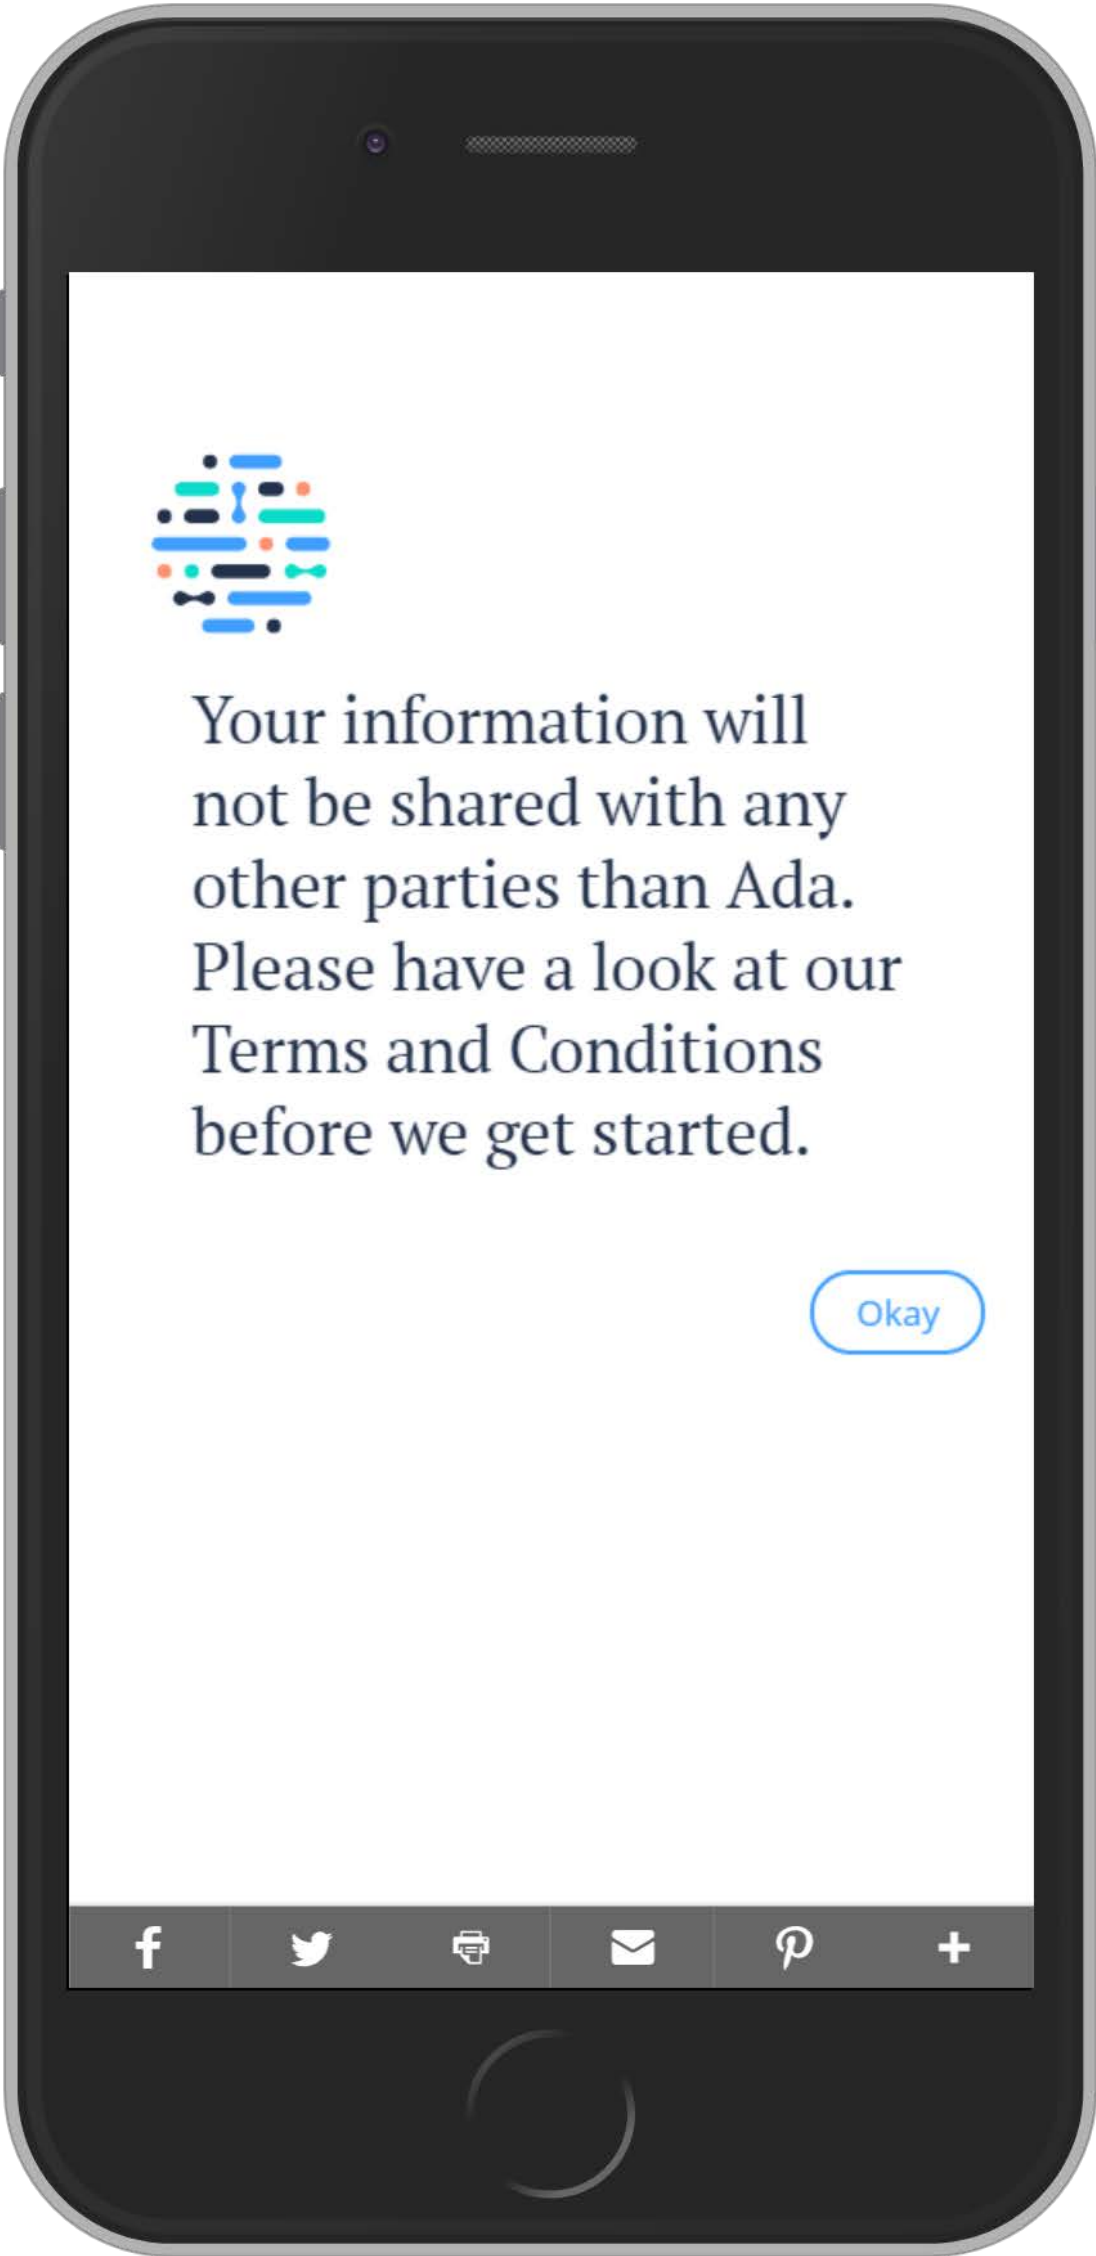 Your information will
not be shared with any
other parties than Ada.
Please have a look at our
Terms and Conditions
before we get started.
Okay